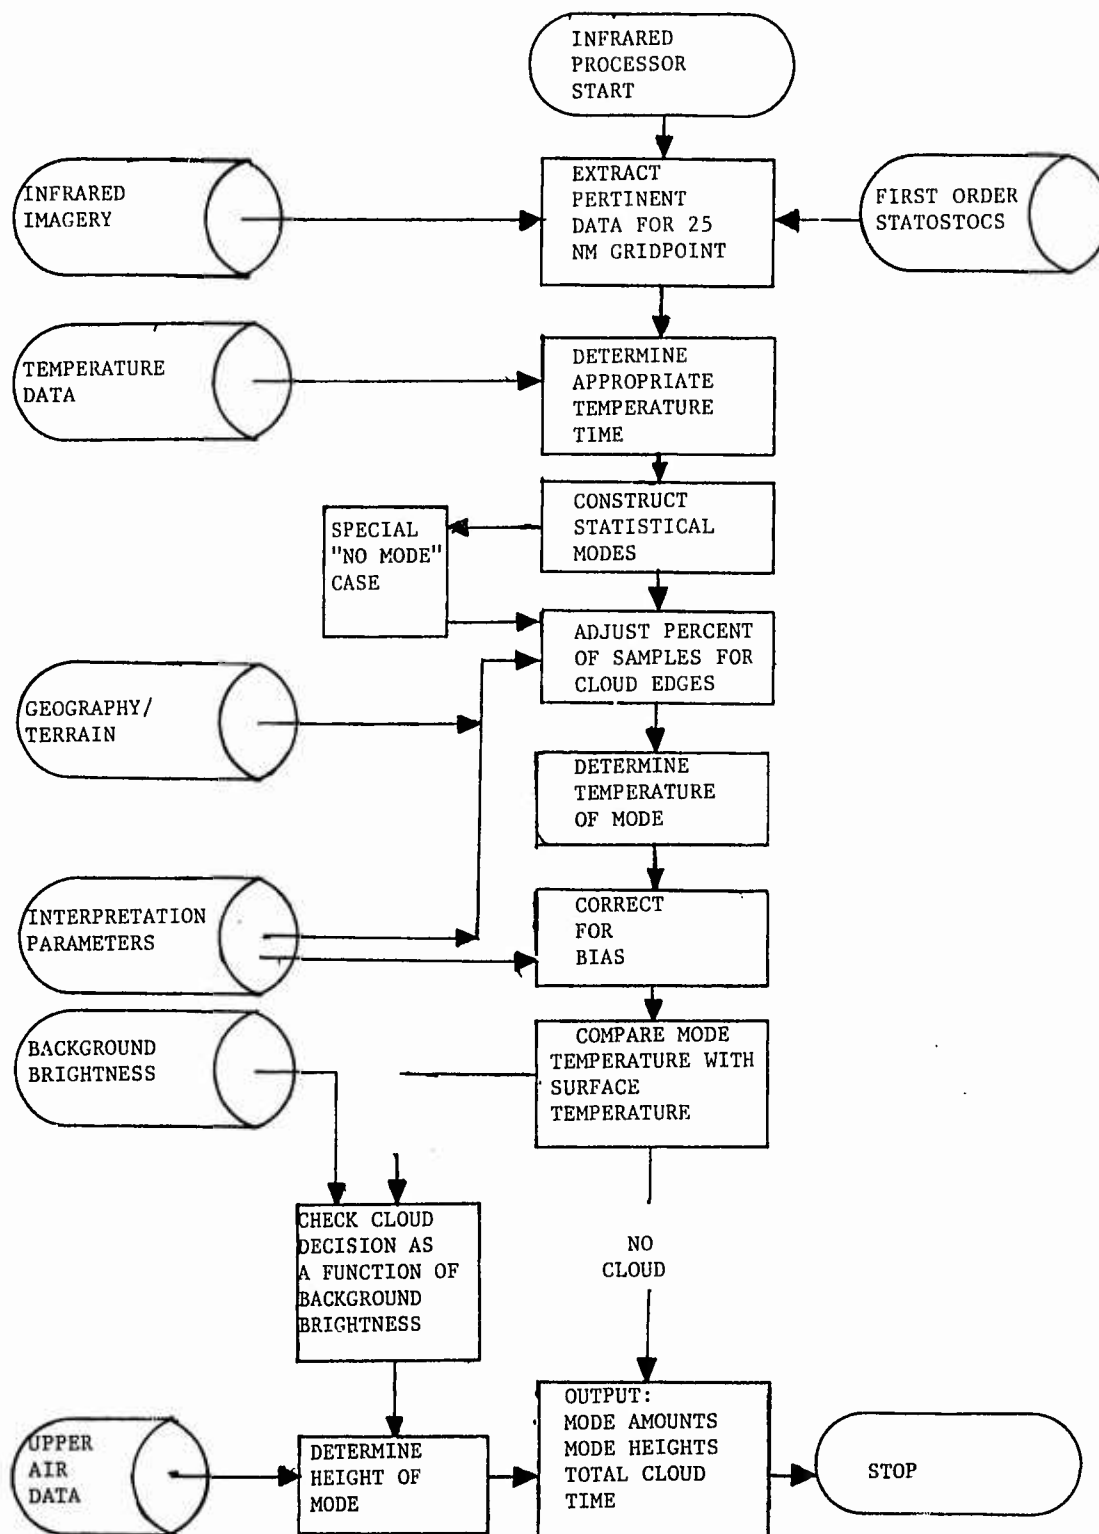 INFRARED
PROCESSOR
START
INFRARED
IMAGERY
EXTRACT
PERTINENT
DATA FOR 25
NM GRIDPOINT
FIRST ORDER
STATOSTOCS
TEMPERATURE
DATA
DETERMINE
APPROPRIATE
TEMPERATURE
TIME
CONSTRUCT
STATISTICAL
MODES
SPECIAL
"NO MODE"
CASE
ADJUST PERCENT
OF SAMPLES FOR
CLOUD EDGES
GEOGRAPHY/
TERRAIN
DETERMINE
TEMPERATURE
OF MODE
INTERPRETATION
PARAMETERS
CORRECT
FOR
BIAS
BACKGROUND
BRIGHTNESS
COMPARE MODE
TEMPERATURE WITH
SURFACE
TEMPERATURE
CHECK CLOUD
DECISION AS
A FUNCTION OF
BACKGROUND
BRIGHTNESS
NO
CLOUD
UPPER
AIR
DATA
DETERMINE
HEIGHT OF
MODE
OUTPUT:
MODE AMOUNTS
MODE HEIGHTS
TOTAL CLOUD
TIME
STOP